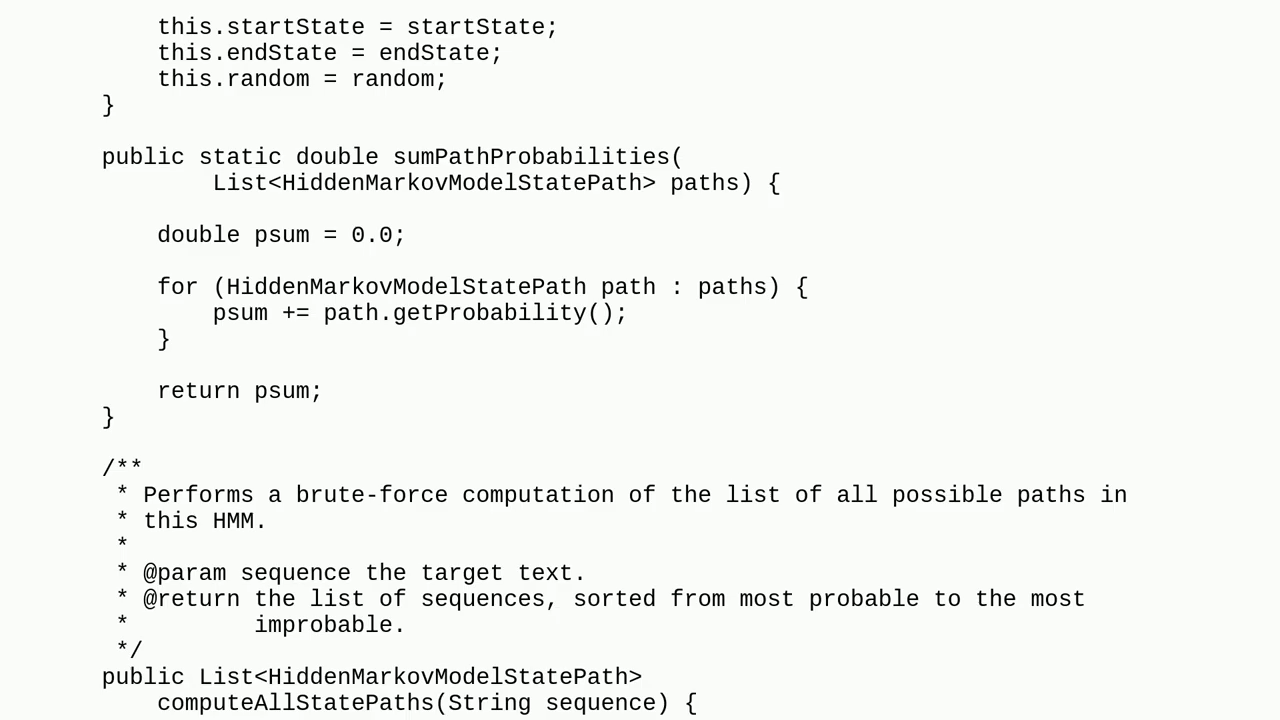 this.startState = startState;
this.endState = endState;
this.random = random;
}
public static double sumPathProbabilities(
List<HiddenMarkovModelStatePath> paths) {
double psum = 0.0;
for (HiddenMarkovModelStatePath path : paths) {
psum += path.getProbability();
}
return psum;
}
/**
* Performs a brute-force computation of the list of all possible paths in
* this HMM.
*
* @param sequence the target text.
* @return the list of sequences, sorted from most probable to the most
* improbable.
*/
public List<HiddenMarkovModelStatePath>
computeAllStatePaths(String sequence) {